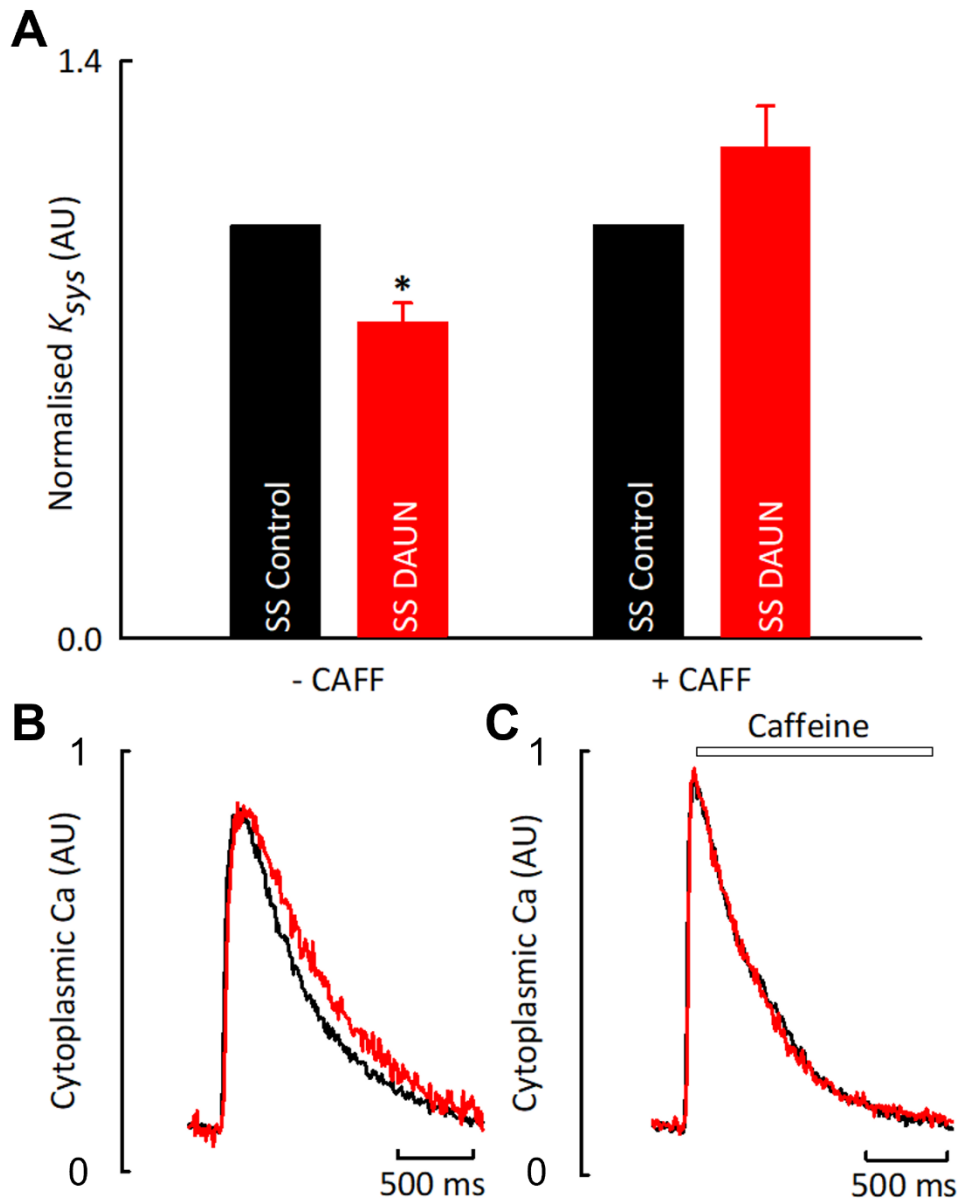 A
1.4
Normalised Ksys (AU)
*
SS Control
SS DAUN
SS Control
SS DAUN
0.0
- CAFF
+ CAFF
B
1
Cytoplasmic Ca (AU)
0
500 ms
C
Caffeine
1
Cytoplasmic Ca (AU)
0
500 ms